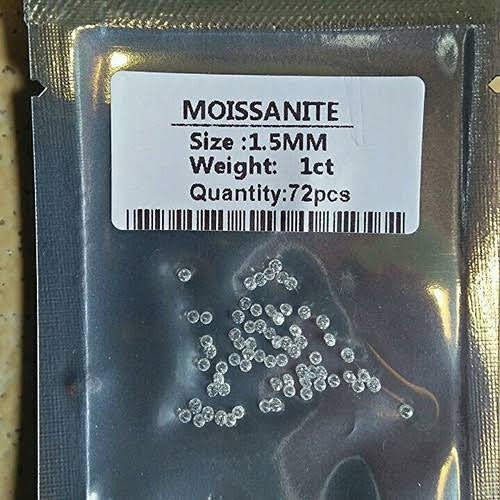 MOISSANITE
Size :1.5MM
Weight: 1ct
Quantity:72pcs